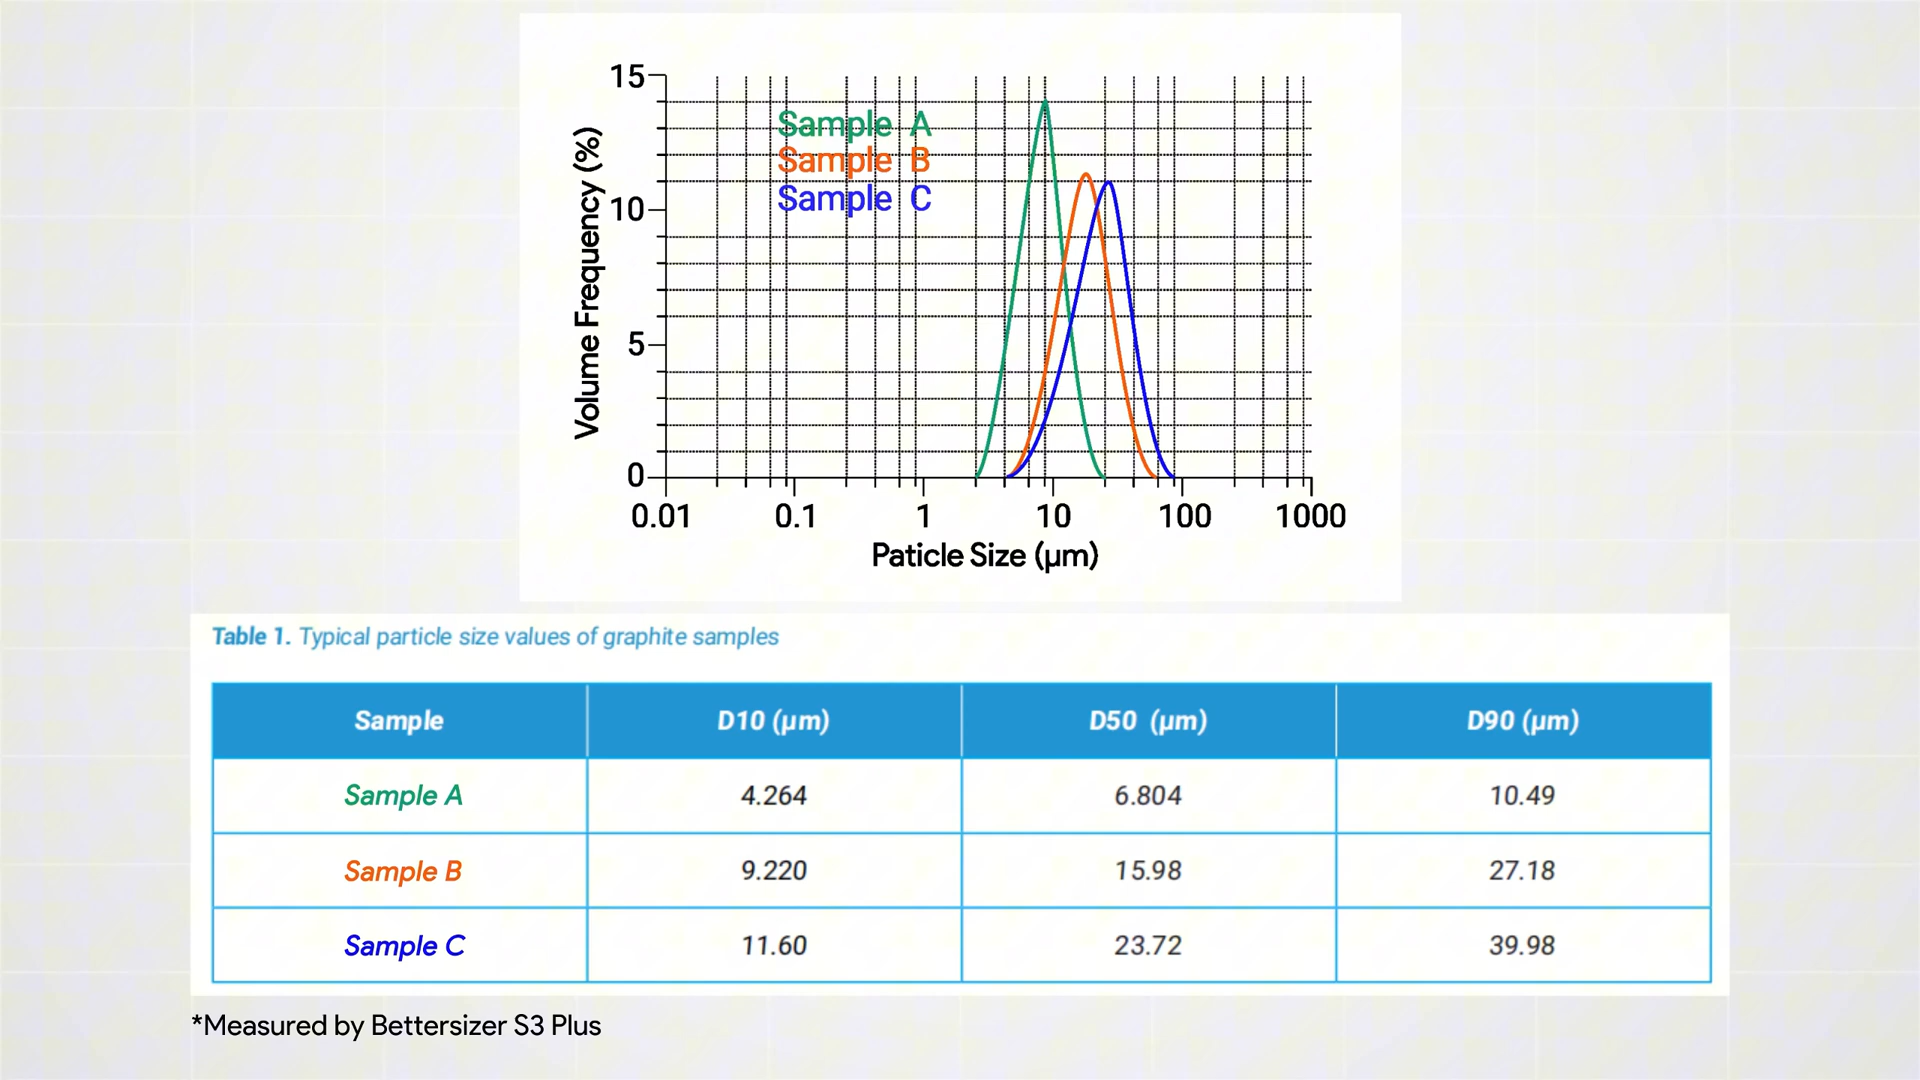 15
Sample A
Sample B
Sample C
10
5
0
Volume Frequency (%)
0.01 0.1 1 10 100 1000
Paticle Size (µm)
Table 1. Typical particle size values of graphite samples
Sample D10 (µm) D50 (µm) D90 (µm)
Sample A 4.264 6.804 10.49
Sample B 9.220 15.98 27.18
Sample C 11.60 23.72 39.98
*Measured by Bettersizer S3 Plus